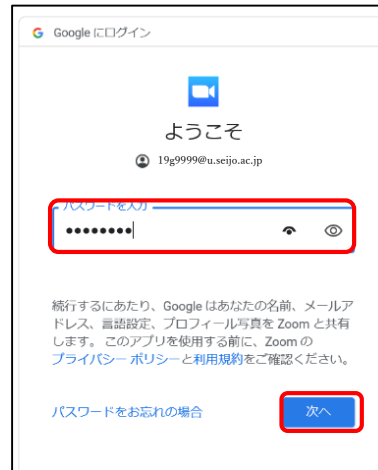 G Google にログイン
ようこそ
19g9999@u.seijo.ac.jp
パスワードを入力
••••••••
続行するにあたり、Google はあなたの名前、メールア
ドレス、言語設定、プロフィール写真を Zoom と共有
します。 このアプリを使用する前に、Zoom の
プライバシー ポリシーと利用規約をご確認ください。
パスワードをお忘れの場合
次へ